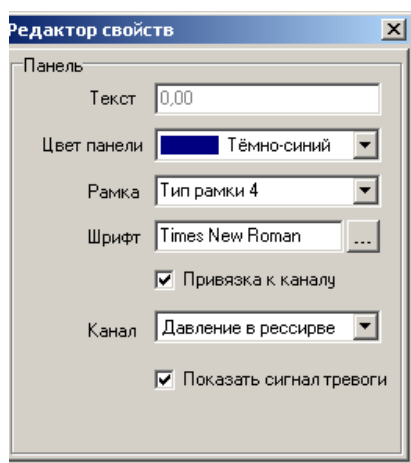 Редактор свойств
Панель
Текст 0,00
Цвет панели Тёмно-синий
Рамка Тип рамки 4
Шрифт Times New Roman ...
Привязка к каналу
Канал Давление в рессирве
Показать сигнал тревоги